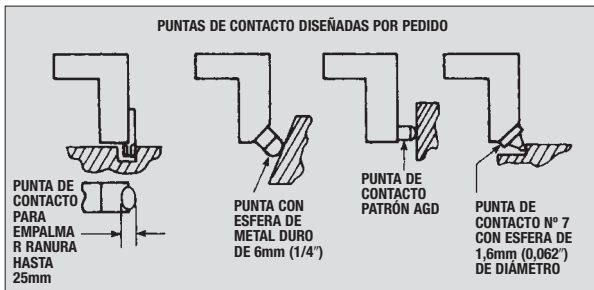 PUNTAS DE CONTACTO DISEÑADAS POR PEDIDO
PUNTA DE
CONTACTO
PARA
EMPALMA
R RANURA
HASTA
25mm
PUNTA CON
ESFERA DE
METAL DURO
DE 6mm (1/4″)
PUNTA DE
CONTACTO
PATRÓN AGD
PUNTA DE
CONTACTO Nº 7
CON ESFERA DE
1,6mm (0,062″)
DE DIÁMETRO